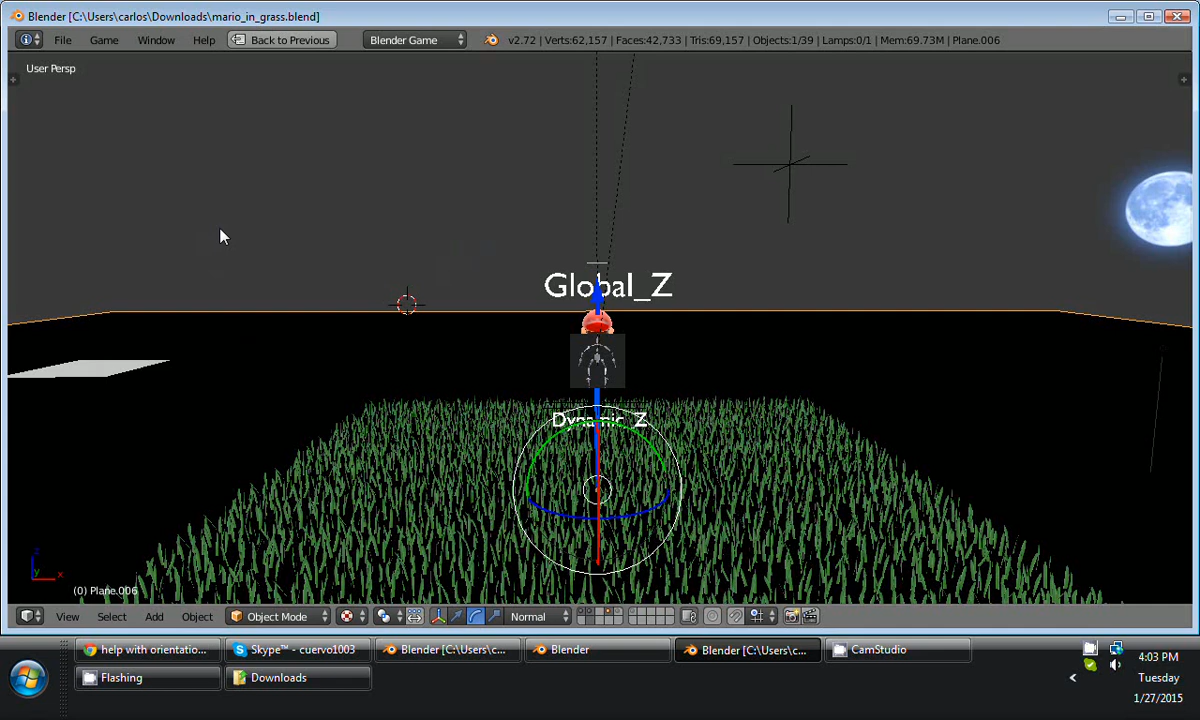 Blender [C:\Users\carlos\Downloads\mario_in_grass.blend]
File Game Window Help Back to Previous Blender Game v2.72 | Verts:62,157 | Faces:42,733 | Tris:69,157 | Objects:1/39 | Lamps:0/1 | Mem:69.73M | Plane.006
User Persp
Global_Z
Dynamic_Z
z
y x
(0) Plane.006
View Select Add Object Object Mode Normal
help with orientatio... Skype™ - cuervo1003 Blender [C:\Users\c... Blender Blender [C:\Users\c... CamStudio
4:03 PM
Flashing Downloads
Tuesday
1/27/2015